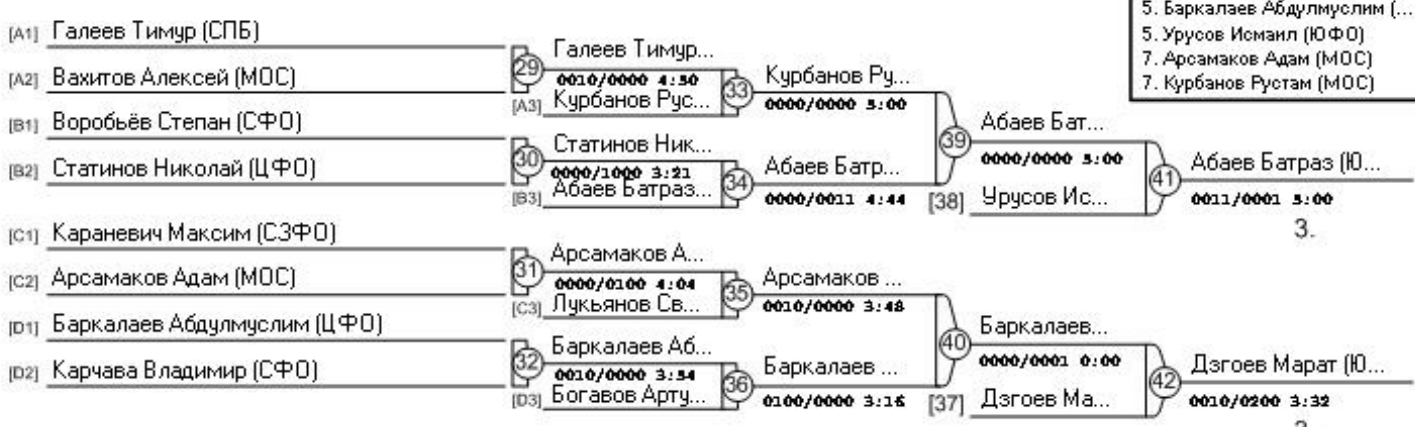 5. Баркалаев Абдулмуслим (...
5. Урусов Исмаил (ЮФО)
7. Арсамаков Адам (МОС)
7. Курбанов Рустам (МОС)
[A1] Галеев Тимур (СПБ)
[A2] Вахитов Алексей (МОС)
[B1] Воробьёв Степан (СФО)
[B2] Статинов Николай (ЦФО)
[C1] Караневич Максим (СЗФО)
[C2] Арсамаков Адам (МОС)
[D1] Баркалаев Абдулмуслим (ЦФО)
[D2] Карчава Владимир (СФО)
Галеев Тимур...
29
0010/0000 4:50
[A3] Курбанов Рус...
Статинов Ник...
30
0000/1000 3:21
[B3] Абаев Батраз...
Арсамаков А...
31
0000/0100 4:04
[C3] Лукьянов Св...
Баркалаев Аб...
32
0010/0000 3:54
[D3] Богавов Арту...
Курбанов Ру...
33
0000/0000 5:00
Абаев Батр...
34
0000/0011 4:44
Арсамаков ...
35
0010/0000 3:48
Баркалаев ...
36
0100/0000 3:16
Абаев Бат...
39
0000/0000 5:00
[38] Урусов Ис...
Баркалаев...
40
0000/0001 0:00
[37] Дзгоев Ма...
Абаев Батраз (Ю...
41
0011/0001 5:00
3.
Дзгоев Марат (Ю...
42
0010/0200 3:32